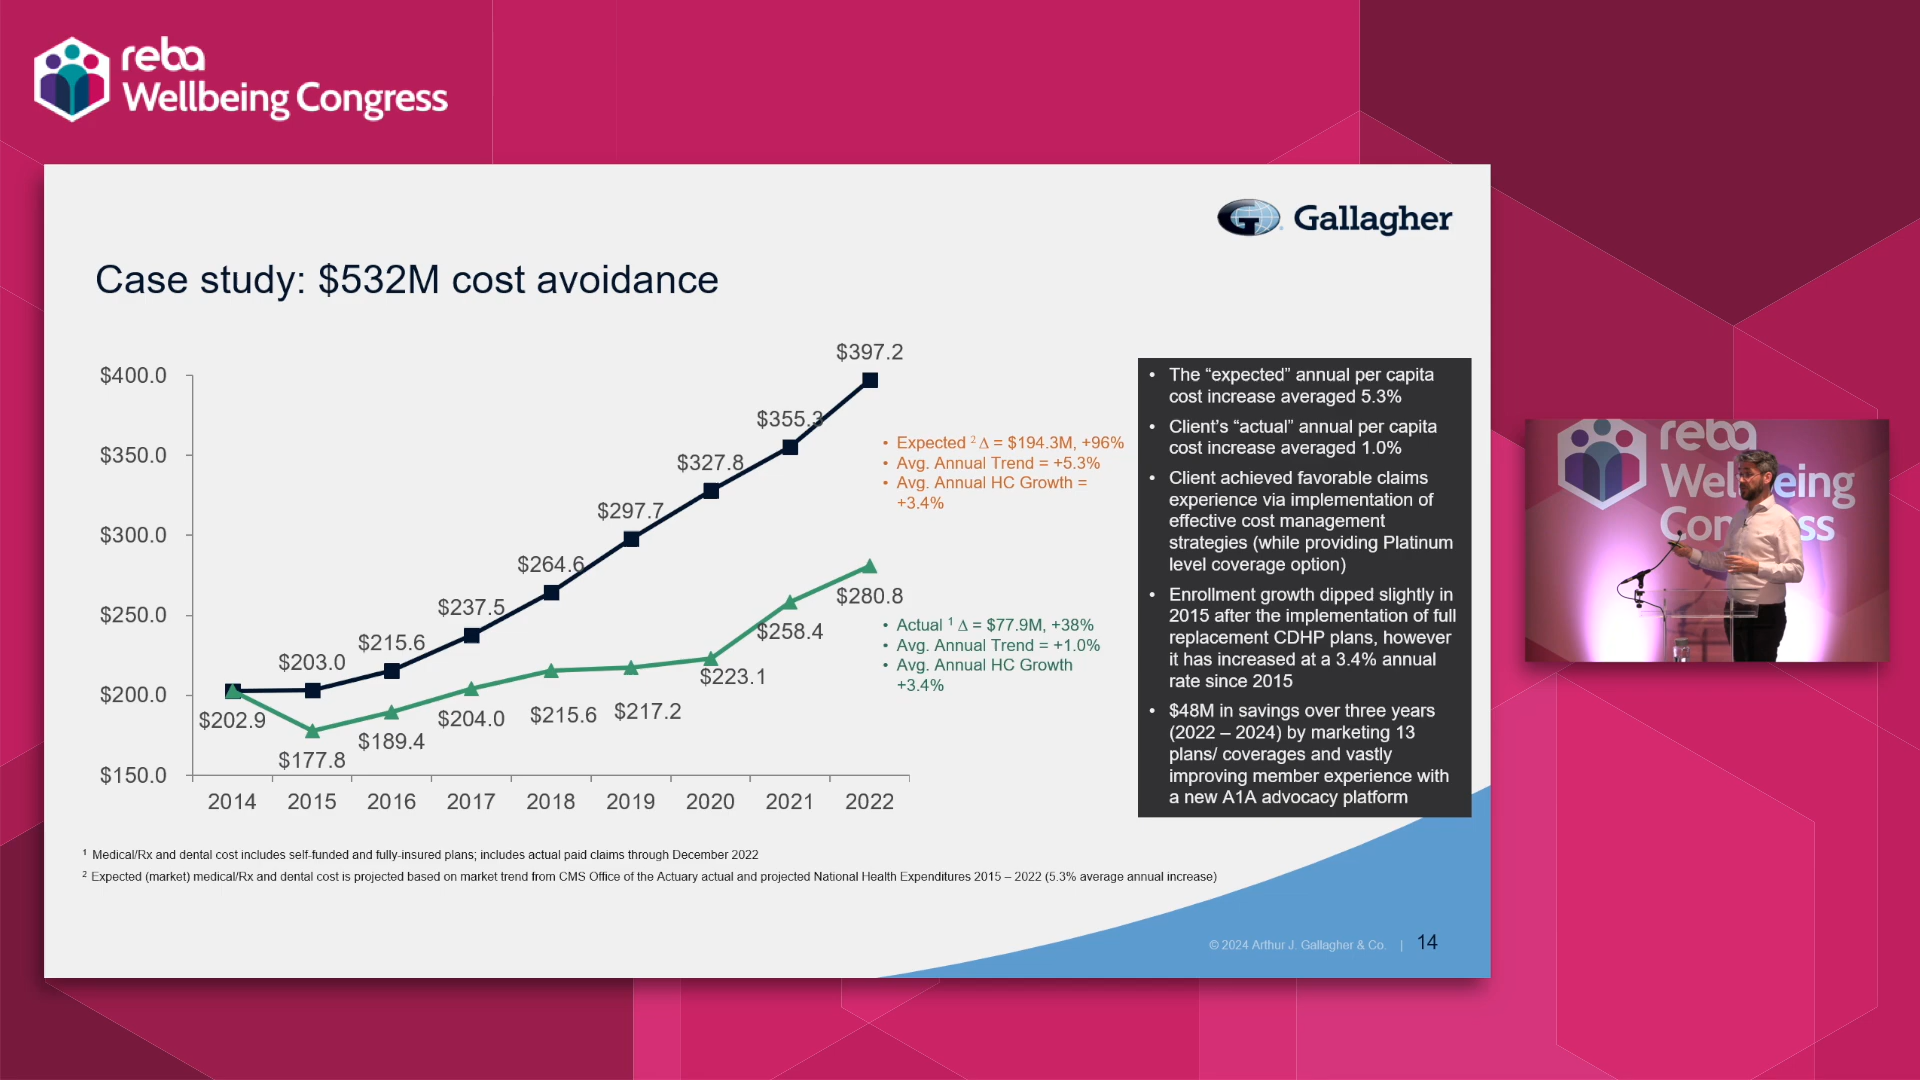 reba
Wellbeing Congress
Gallagher
Case study: $532M cost avoidance
$400.0
$350.0
$300.0
$250.0
$200.0
$150.0
$397.2
$355.3
$327.8
$297.7
$264.6
$237.5
$215.6
$203.0
$202.9
$177.8
$189.4
$204.0
$215.6
$217.2
$223.1
$258.4
$280.8
2014 2015 2016 2017 2018 2019 2020 2021 2022
• Expected 2 Δ = $194.3M, +96%
• Avg. Annual Trend = +5.3%
• Avg. Annual HC Growth =
+3.4%
• Actual 1 Δ = $77.9M, +38%
• Avg. Annual Trend = +1.0%
• Avg. Annual HC Growth
+3.4%
• The “expected” annual per capita
cost increase averaged 5.3%
• Client’s “actual” annual per capita
cost increase averaged 1.0%
• Client achieved favorable claims
experience via implementation of
effective cost management
strategies (while providing Platinum
level coverage option)
• Enrollment growth dipped slightly in
2015 after the implementation of full
replacement CDHP plans, however
it has increased at a 3.4% annual
rate since 2015
• $48M in savings over three years
(2022 – 2024) by marketing 13
plans/ coverages and vastly
improving member experience with
a new A1A advocacy platform
1 Medical/Rx and dental cost includes self-funded and fully-insured plans; includes actual paid claims through December 2022
2 Expected (market) medical/Rx and dental cost is projected based on market trend from CMS Office of the Actuary actual and projected National Health Expenditures 2015 – 2022 (5.3% average annual increase)
© 2024 Arthur J. Gallagher & Co. | 14
reba
Wel eing
Con ss